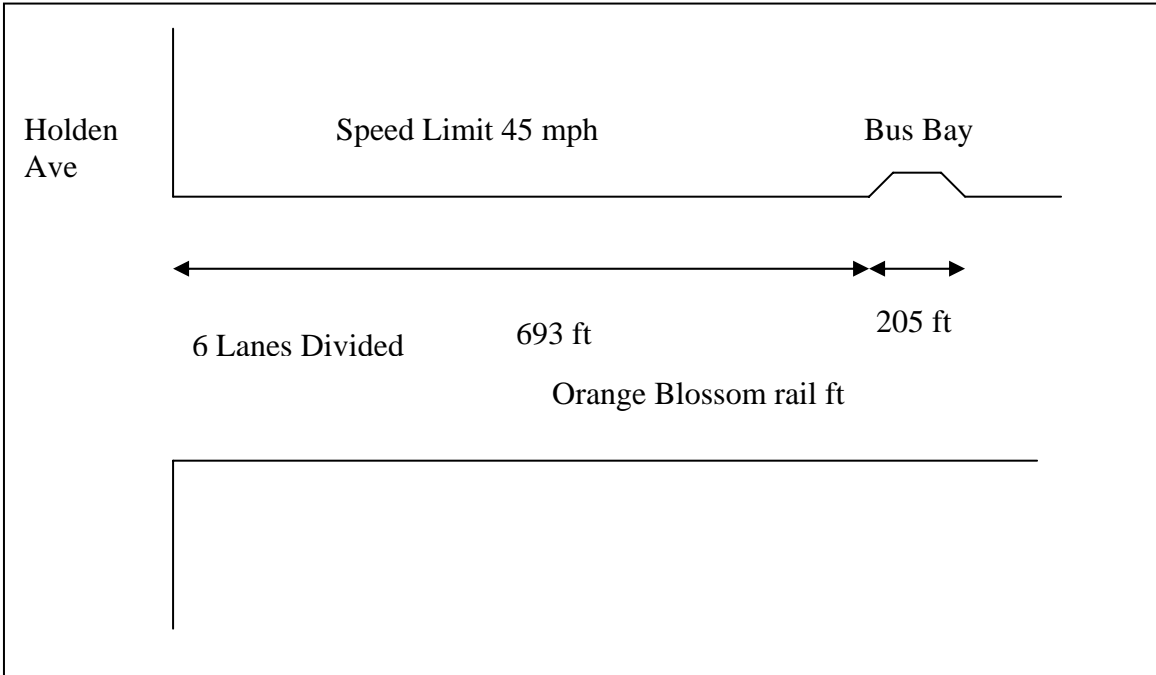 Holden
Ave
Speed Limit 45 mph
Bus Bay
693 ft
205 ft
6 Lanes Divided
Orange Blossom rail ft